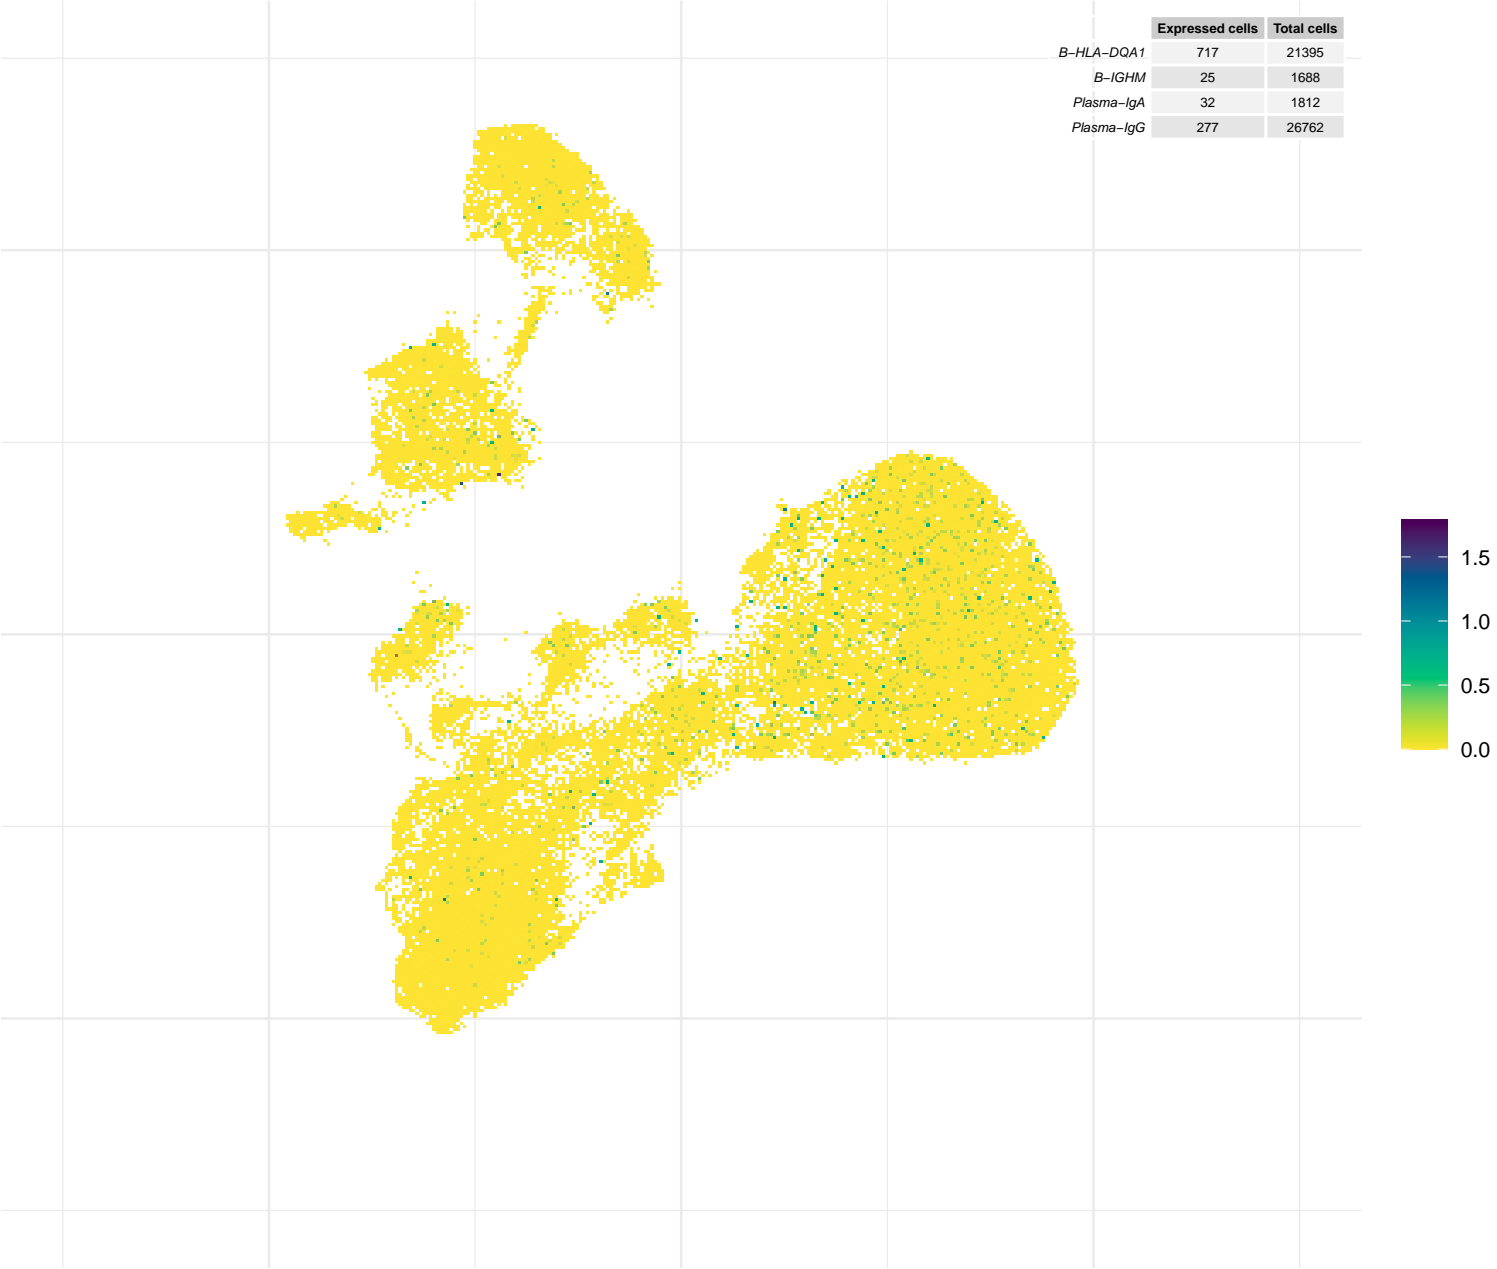 Expressed cells Total cells
B−HLA−DQA1 717 21395
B−IGHM 25 1688
Plasma−IgA 32 1812
Plasma−IgG 277 26762
1.5
1.0
0.5
0.0